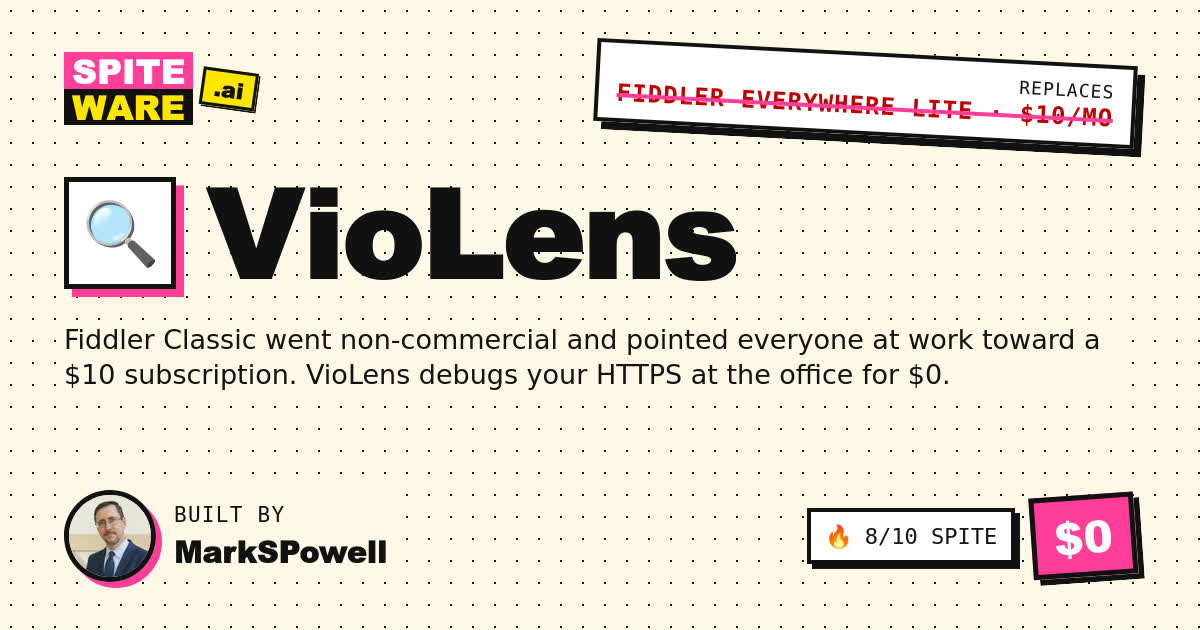 SPITE
WARE
.ai
REPLACES
FIDDLER EVERYWHERE LITE · $10/MO
VioLens
Fiddler Classic went non-commercial and pointed everyone at work toward a
$10 subscription. VioLens debugs your HTTPS at the office for $0.
BUILT BY
MarkSPowell
8/10 SPITE
$0